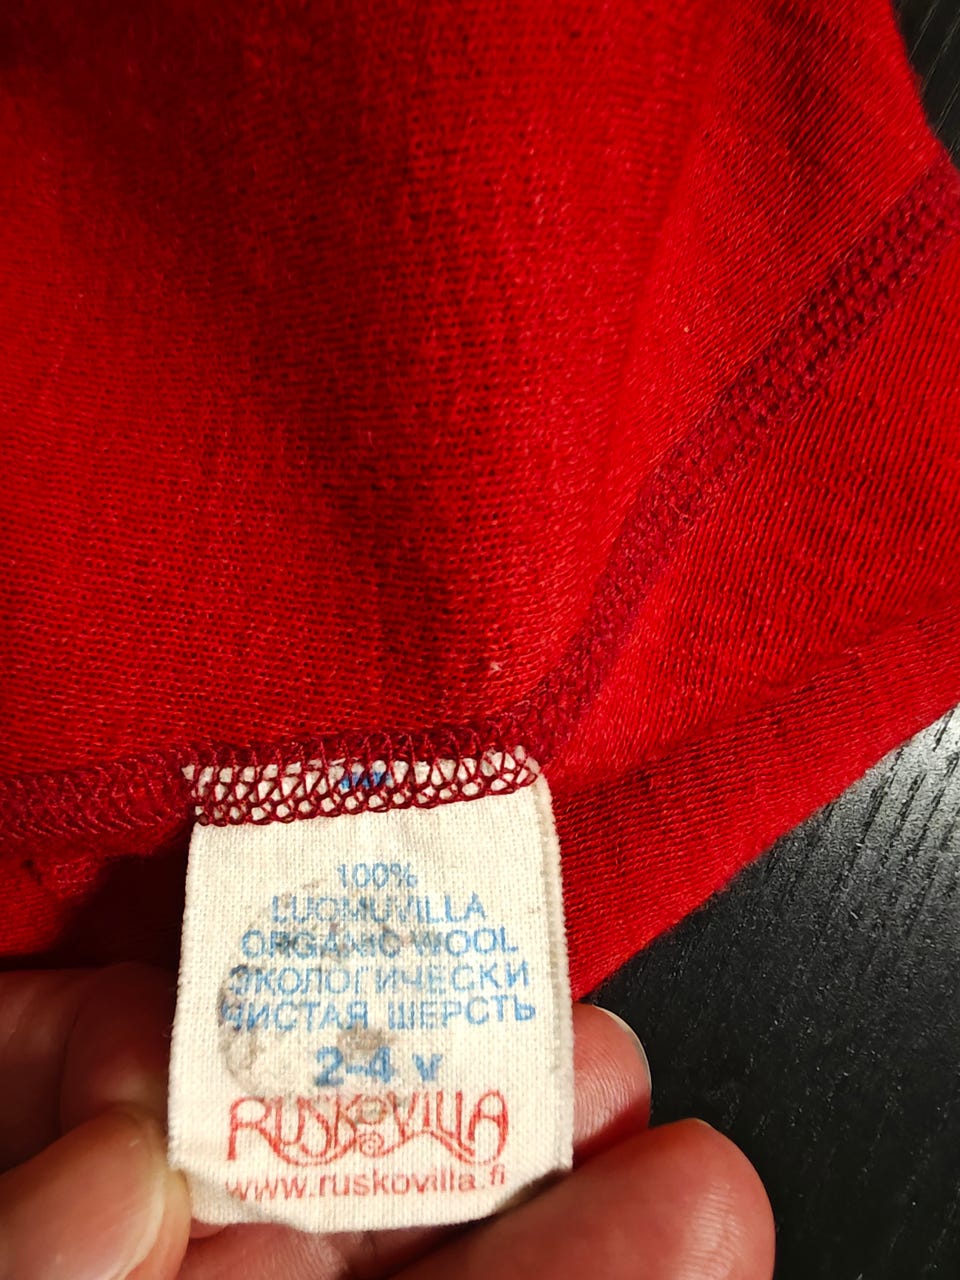 100%
LUOMUVILLA
ORGANIC WOOL
ЭКОЛОГИЧЕСКИ
ЧИСТАЯ ШЕРСТЬ
2-4 v
RUSKOVILLA
www.ruskovilla.fi